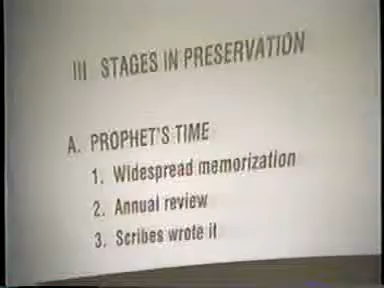 III STAGES IN PRESERVATION
A. PROPHET'S TIME
1. Widespread memorization
2. Annual review
3. Scribes wrote it